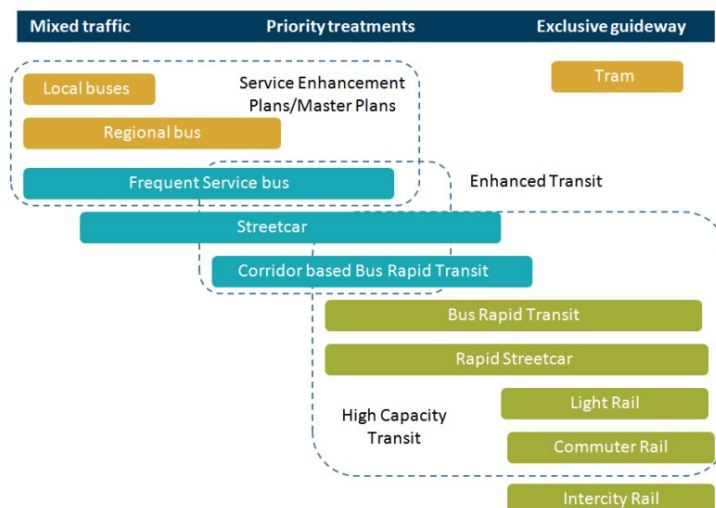 Mixed traffic
Priority treatments
Exclusive guideway
Local buses
Service Enhancement
Plans/Master Plans
Tram
Regional bus
Frequent Service bus
Enhanced Transit
Streetcar
Corridor based Bus Rapid Transit
Bus Rapid Transit
Rapid Streetcar
High Capacity
Transit
Light Rail
Commuter Rail
Intercity Rail